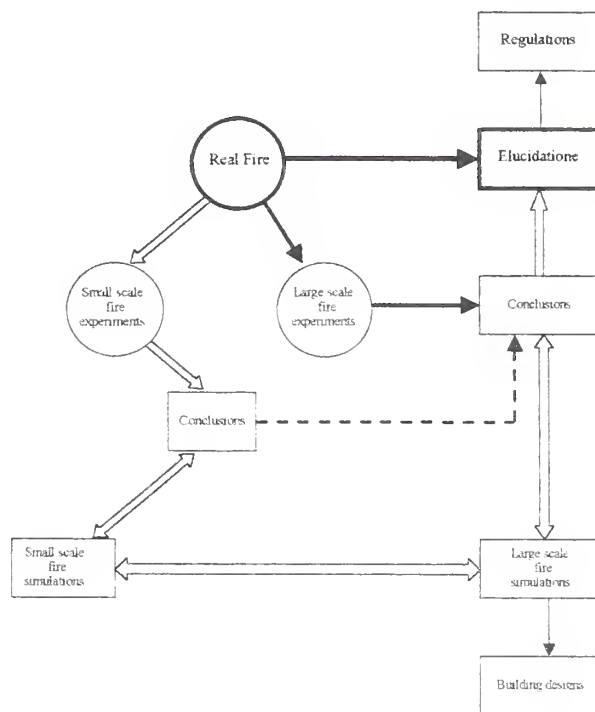 Regulations
Real Fire
Elucidatione
Small scale
fire
experiments
Large scale
fire
experiments
Conclusions
Conclusions
Small scale
fire
simulations
Large scale
fire
simulations
Building designs